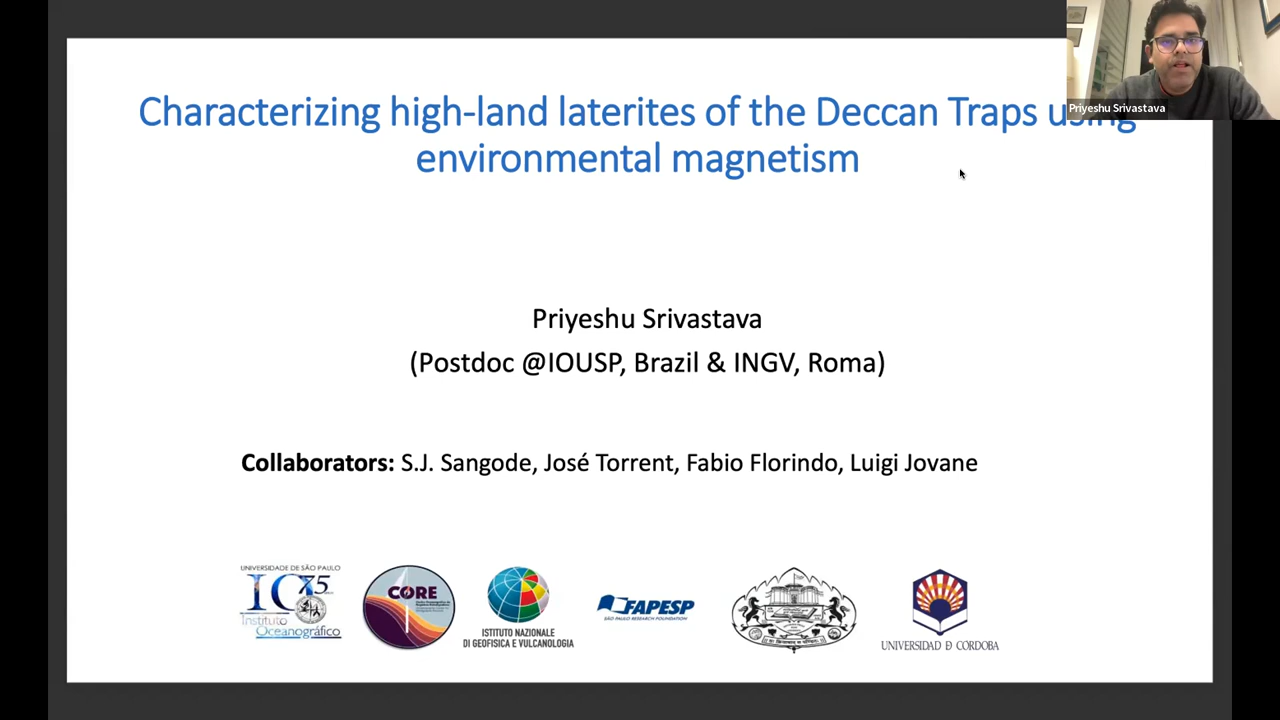 Characterizing high-land laterites of the Deccan Traps using
environmental magnetism
Priyeshu Srivastava
Priyeshu Srivastava
(Postdoc @IOUSP, Brazil & INGV, Roma)
Collaborators: S.J. Sangode, José Torrent, Fabio Florindo, Luigi Jovane
UNIVERSIDADE DE SÃO PAULO
IO 75
Instituto
Oceanográfico
CORE
ISTITUTO NAZIONALE
DI GEOFISICA E VULCANOLOGIA
FAPESP
SÃO PAULO RESEARCH FOUNDATION
UNIVERSIDAD Ð CÓRDOBA